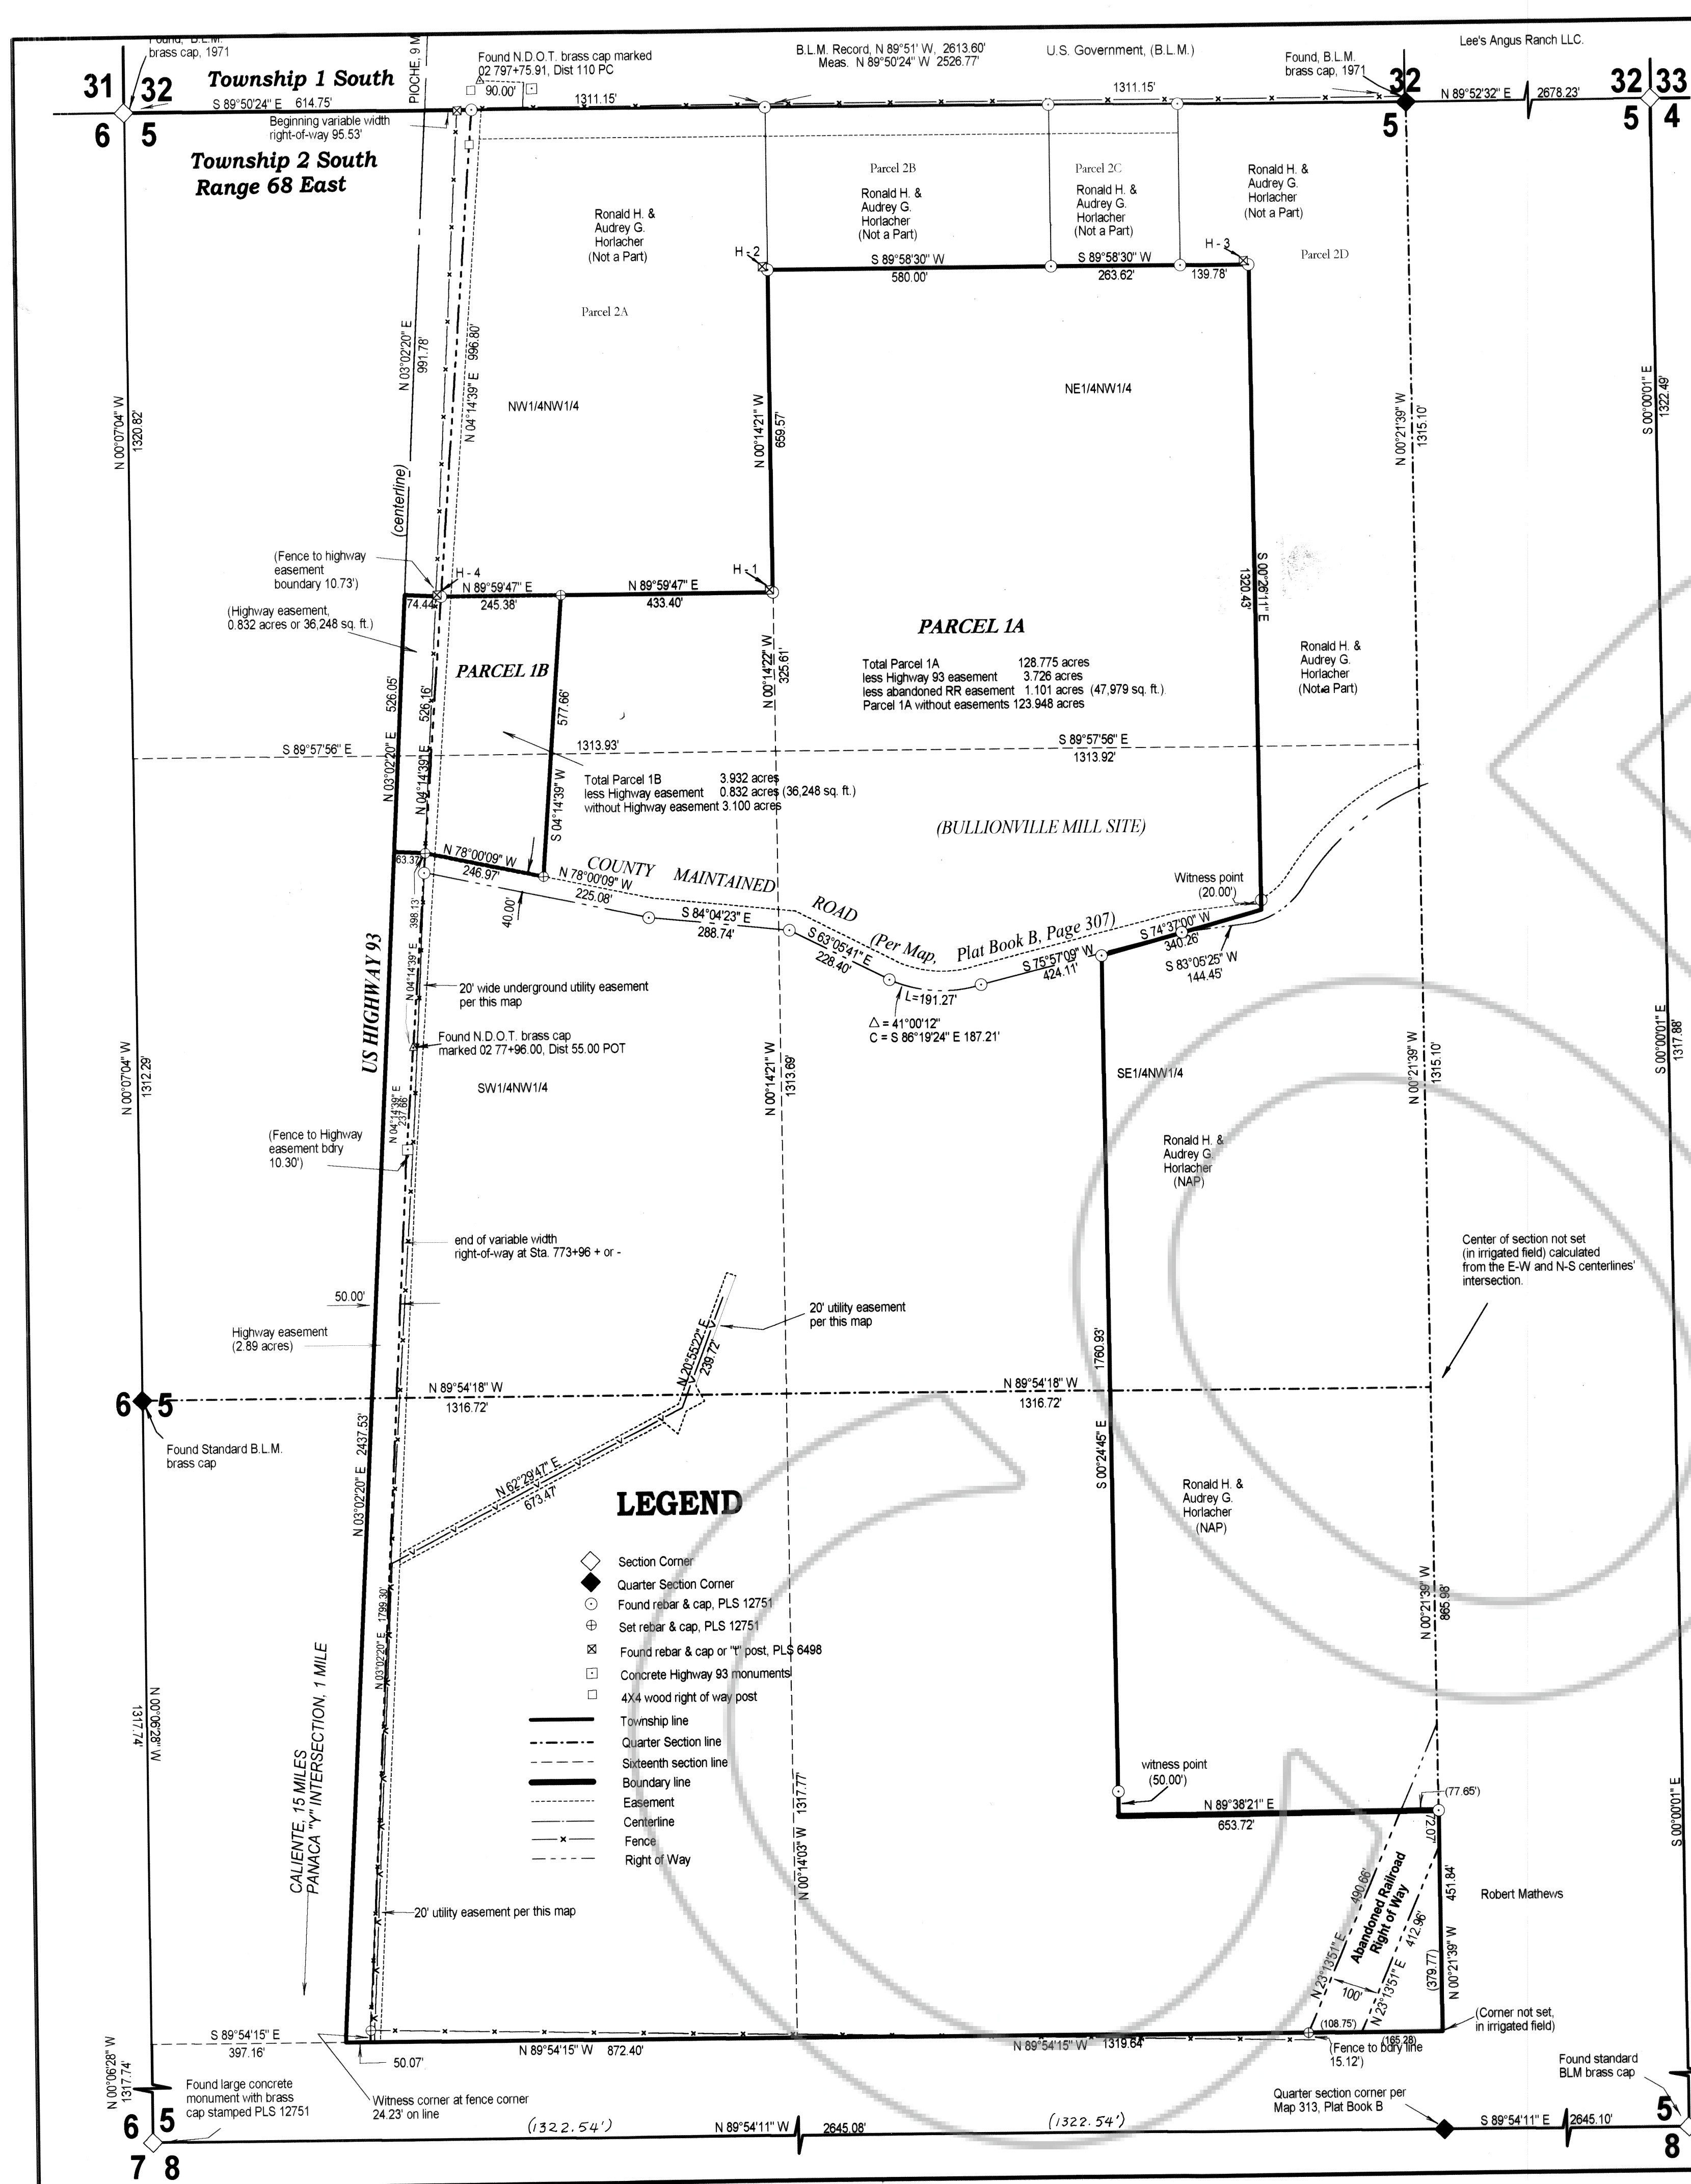 Found, B.L.M.
brass cap, 1971
31
32
Township 1 South
S 89°50'24" E 614.75'
Beginning variable width
right-of-way 95.53'
6
5
Township 2 South
Range 68 East
PIOCHE, 9 M
Found N.D.O.T. brass cap marked
02 797+75.91, Dist 110 PC
90.00'
1311.15'
B.L.M. Record, N 89°51' W, 2613.60'
Meas. N 89°50'24" W 2526.77'
U.S. Government, (B.L.M.)
1311.15'
Found, B.L.M.
brass cap, 1971
32
5
Lee's Angus Ranch LLC.
N 89°52'32" E
2678.23'
32
33
5
4
Ronald H. &
Audrey G.
Horlacher
(Not a Part)
Parcel 2A
Parcel 2B
Ronald H. &
Audrey G.
Horlacher
(Not a Part)
Parcel 2C
Ronald H. &
Audrey G.
Horlacher
(Not a Part)
Ronald H. &
Audrey G.
Horlacher
(Not a Part)
Parcel 2D
H - 2
S 89°58'30" W
580.00'
S 89°58'30" W
263.62'
H - 3
139.78'
N 03°02'20" E
991.78'
N 04°14'39" E 996.80'
(centerline)
NW1/4NW1/4
NE1/4NW1/4
N 00°07'04" W
1320.82'
N 00°14'21" W
659.57'
N 00°21'39" W
1315.10'
S 00°00'01" E
1322.49'
(Fence to highway
easement
boundary 10.73')
(Highway easement,
0.832 acres or 36,248 sq. ft.)
H - 4
74.44'
N 89°59'47" E
245.38'
N 89°59'47" E
433.40'
H - 1
S 00°26'11" E
1320.43'
PARCEL 1B
PARCEL 1A
Total Parcel 1A 128.775 acres
less Highway 93 easement 3.726 acres
less abandoned RR easement 1.101 acres (47,979 sq. ft.)
Parcel 1A without easements 123.948 acres
Ronald H. &
Audrey G.
Horlacher
(Not a Part)
N 00°14'22" W
325.61'
N 03°02'20" E 526.05'
N 04°14'39" E 526.16'
577.66'
S 04°14'39" W
S 89°57'56" E
1313.93'
S 89°57'56" E
1313.92'
Total Parcel 1B 3.932 acres
less Highway easement 0.832 acres (36,248 sq. ft.)
without Highway easement 3.100 acres
(BULLIONVILLE MILL SITE)
63.37'
N 78°00'09" W
246.97'
N 78°00'09" W
225.08'
40.00'
COUNTY MAINTAINED ROAD
(Per Map, Plat Book B, Page 307)
S 84°04'23" E
288.74'
S 63°05'41" E
228.40'
L=191.27'
△ = 41°00'12"
C = S 86°19'24" E 187.21'
S 75°57'09" W
424.11'
S 74°37'00" W
340.26'
S 83°05'25" W
144.45'
Witness point
(20.00')
US HIGHWAY 93
N 04°14'39" E 398.13'
20' wide underground utility easement
per this map
Found N.D.O.T. brass cap
marked 02 77+96.00, Dist 55.00 POT
SW1/4NW1/4
SE1/4NW1/4
N 00°07'04" W
1312.29'
N 04°14'39" E
237.66'
N 00°14'21" W
1313.69'
N 00°21'39" W
1315.10'
S 00°00'01" E
1317.88'
(Fence to Highway
easement bdry
10.30')
Ronald H. &
Audrey G.
Horlacher
(NAP)
end of variable width
right-of-way at Sta. 773+96 + or -
50.00'
Highway easement
(2.89 acres)
20' utility easement
per this map
N 20°55'22" E
239.72'
Center of section not set
(in irrigated field) calculated
from the E-W and N-S centerlines'
intersection.
6
5
N 89°54'18" W
1316.72'
N 89°54'18" W
1316.72'
Found Standard B.L.M.
brass cap
N 03°02'20" E 2437.53'
N 62°29'47" E
673.47'
S 00°24'45" E 1760.93'
Ronald H. &
Audrey G.
Horlacher
(NAP)
LEGEND
Section Corner
Quarter Section Corner
Found rebar & cap, PLS 12751
Set rebar & cap, PLS 12751
Found rebar & cap or "t" post, PLS 6498
Concrete Highway 93 monuments
4X4 wood right of way post
Township line
Quarter Section line
Sixteenth section line
Boundary line
Easement
Centerline
Fence
Right of Way
N 03°02'20" E 1799.30'
N 00°21'39" W
865.98'
CALIENTE, 15 MILES
PANACA "Y" INTERSECTION, 1 MILE
N 00°06'28" W
1317.74'
N 00°14'03" W 1317.77'
witness point
(50.00')
N 89°38'21" E
653.72'
(77.65')
72.07'
S 00°00'01" E
20' utility easement per this map
490.66'
N 23°13'51" E
Abandoned Railroad
Right of Way
412.96'
N 23°13'51" E
100'
451.84'
(379.77)
N 00°21'39" W
Robert Mathews
(Corner not set,
in irrigated field)
S 89°54'15" E
397.16'
50.07'
N 89°54'15" W 872.40'
N 89°54'15" W 1319.64'
(108.75')
(165.28)
(Fence to bdry line
15.12')
N 00°06'28" W
1317.74'
Found large concrete
monument with brass
cap stamped PLS 12751
Witness corner at fence corner
24.23' on line
Quarter section corner per
Map 313, Plat Book B
Found standard
BLM brass cap
6
5
7
8
(1322.54')
N 89°54'11" W
2645.08'
(1322.54')
S 89°54'11" E
2645.10'
5
8